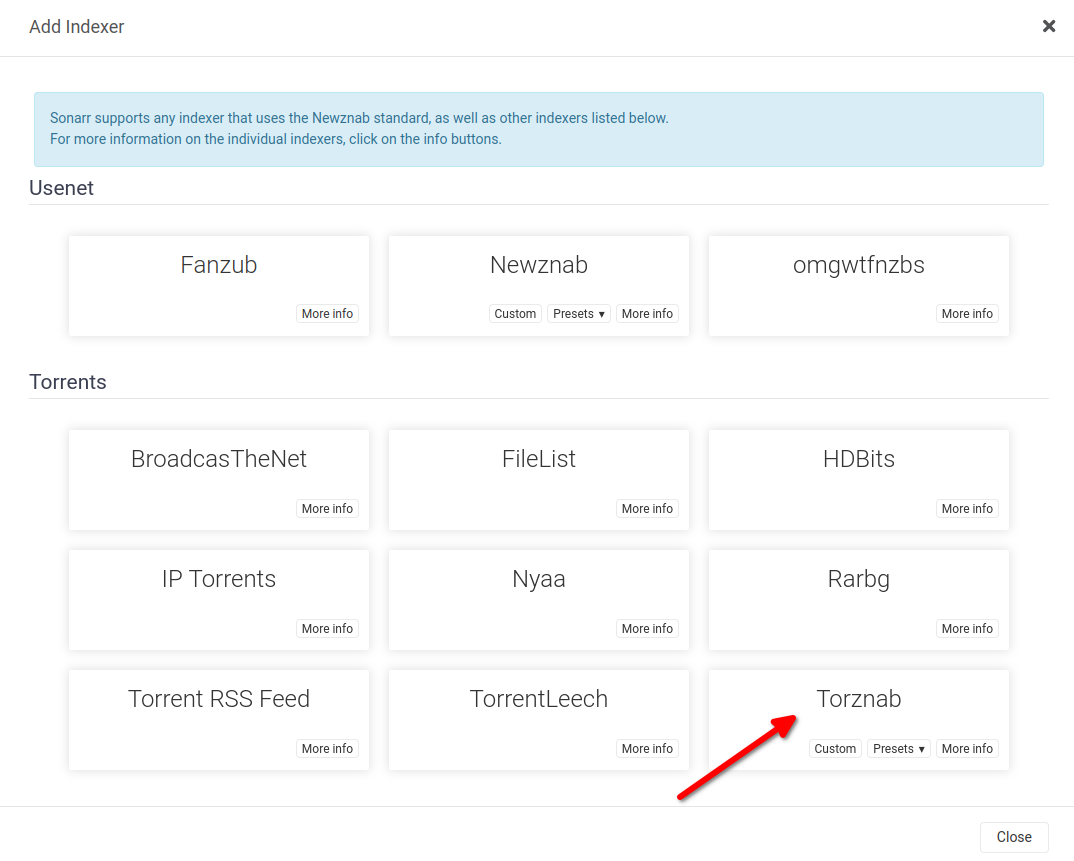 Add Indexer
Sonarr supports any indexer that uses the Newznab standard, as well as other indexers listed below.
For more information on the individual indexers, click on the info buttons.
Usenet
Fanzub
More info
Newznab
Custom Presets More info
omgwtfnzbs
More info
Torrents
BroadcasTheNet
More info
FileList
More info
HDBits
More info
IP Torrents
More info
Nyaa
More info
Rarbg
More info
Torrent RSS Feed
More info
TorrentLeech
More info
Torznab
Custom Presets More info
Close